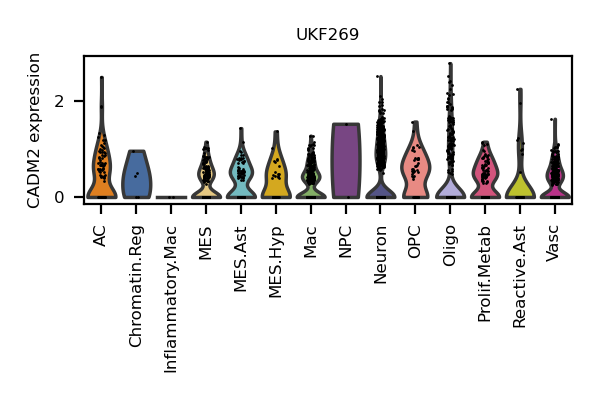 UKF269
CADM2 expression
2
0
AC
Chromatin.Reg
Inflammatory.Mac
MES
MES.Ast
MES.Hyp
Mac
NPC
Neuron
OPC
Oligo
Prolif.Metab
Reactive.Ast
Vasc